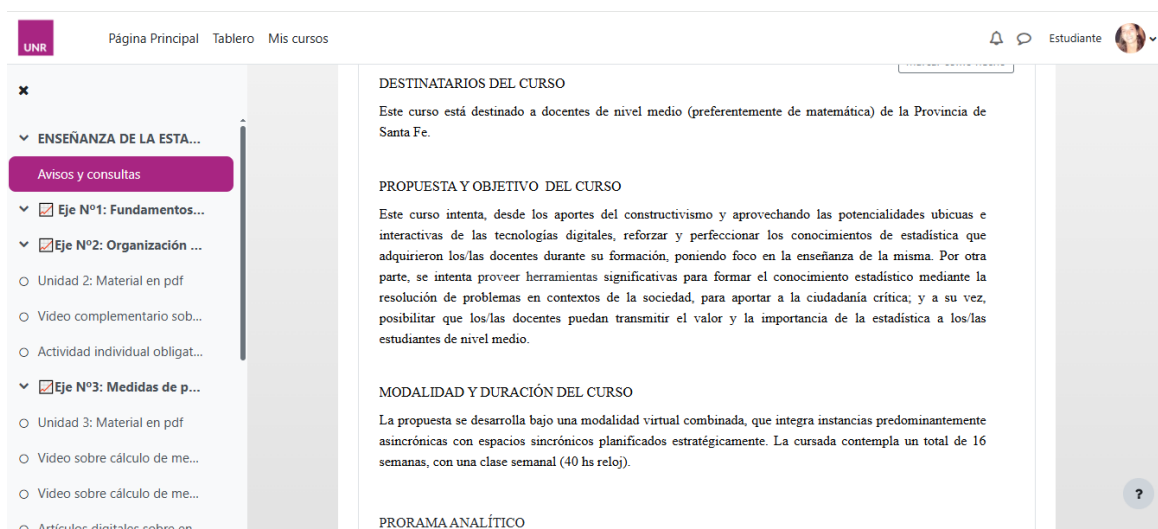 UNR
Página Principal Tablero Mis cursos
Estudiante
ENSEÑANZA DE LA ESTA...
Avisos y consultas
Eje Nº1: Fundamentos...
Eje Nº2: Organización ...
Unidad 2: Material en pdf
Video complementario sob...
Actividad individual obligat...
Eje Nº3: Medidas de p...
Unidad 3: Material en pdf
Video sobre cálculo de me...
Video sobre cálculo de me...
Artículos digitales sobre en...
DESTINATARIOS DEL CURSO
Este curso está destinado a docentes de nivel medio (preferentemente de matemática) de la Provincia de
Santa Fe.
PROPUESTA Y OBJETIVO DEL CURSO
Este curso intenta, desde los aportes del constructivismo y aprovechando las potencialidades ubicuas e
interactivas de las tecnologías digitales, reforzar y perfeccionar los conocimientos de estadística que
adquirieron los/las docentes durante su formación, poniendo foco en la enseñanza de la misma. Por otra
parte, se intenta proveer herramientas significativas para formar el conocimiento estadístico mediante la
resolución de problemas en contextos de la sociedad, para aportar a la ciudadanía crítica; y a su vez,
posibilitar que los/las docentes puedan transmitir el valor y la importancia de la estadística a los/las
estudiantes de nivel medio.
MODALIDAD Y DURACIÓN DEL CURSO
La propuesta se desarrolla bajo una modalidad virtual combinada, que integra instancias predominantemente
asincrónicas con espacios sincrónicos planificados estratégicamente. La cursada contempla un total de 16
semanas, con una clase semanal (40 hs reloj).
PRORAMA ANALÍTICO
?